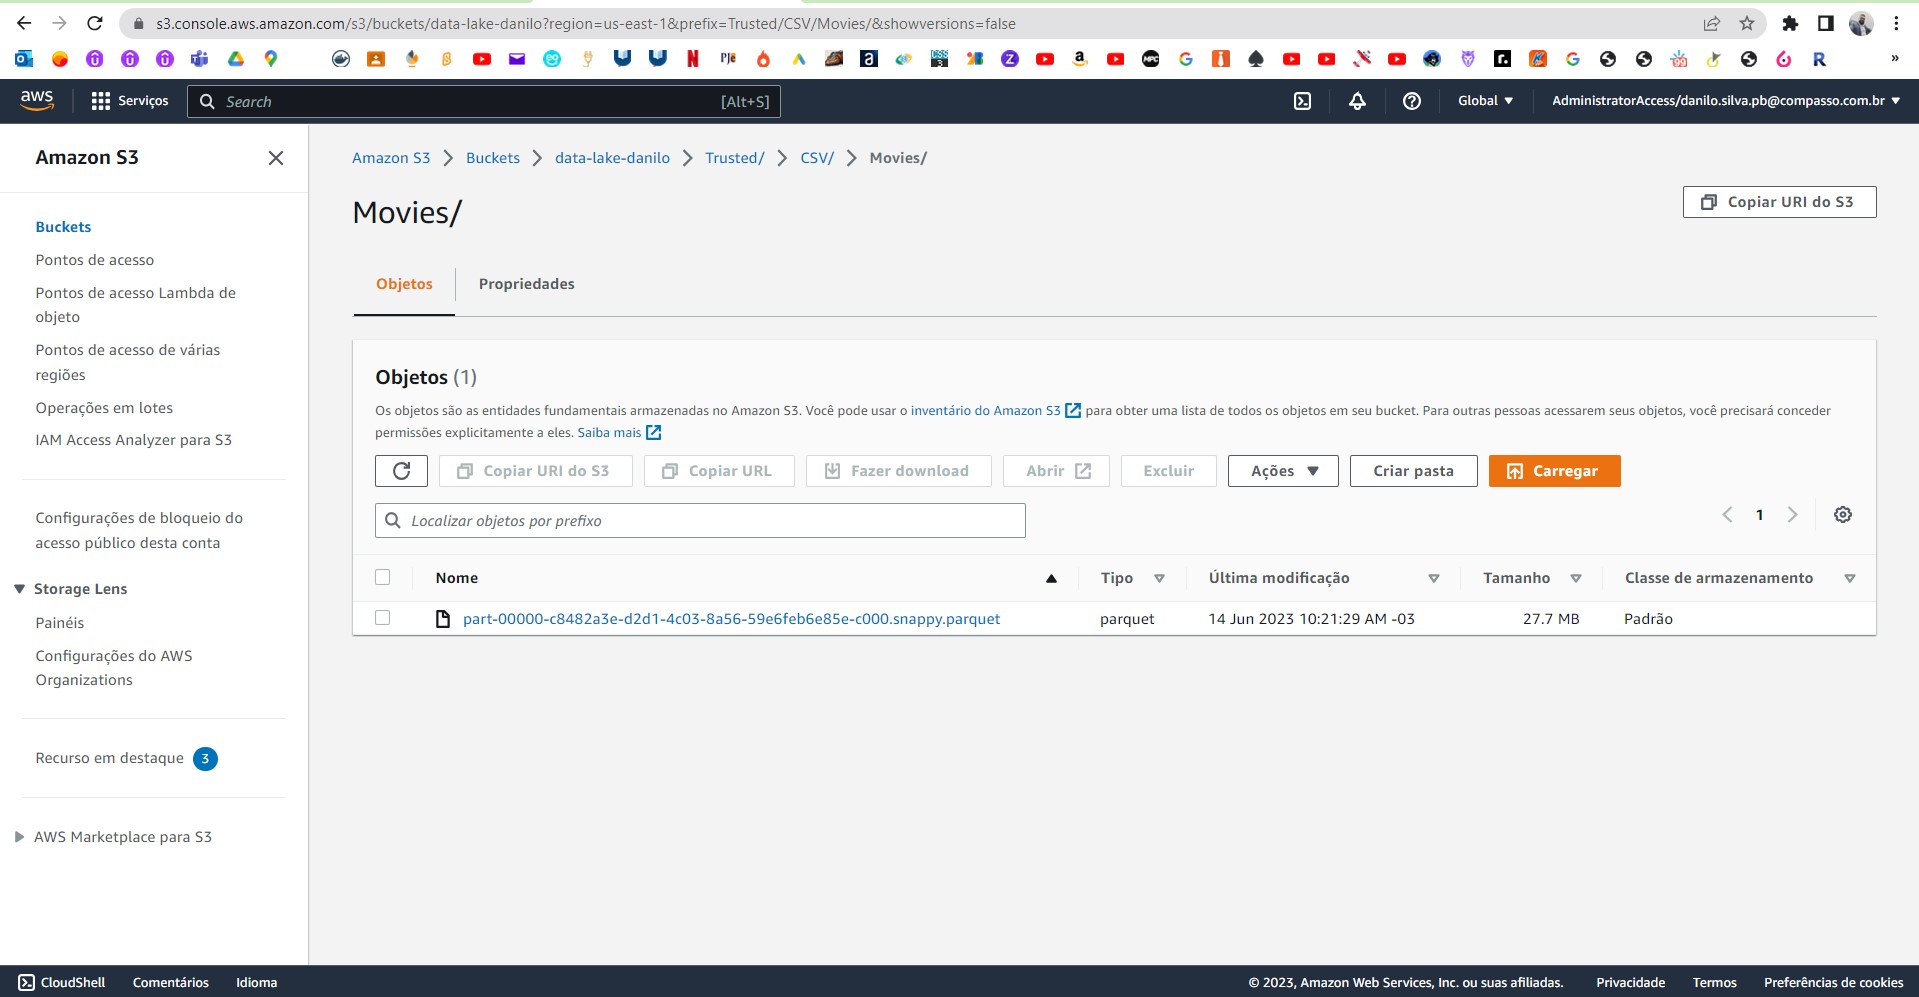 s3.console.aws.amazon.com/s3/buckets/data-lake-danilo?region=us-east-1&prefix=Trusted/CSV/Movies/&showversions=false
aws
Serviços
Search
[Alt+S]
Global
AdministratorAccess/danilo.silva.pb@compasso.com.br
Amazon S3
Buckets
Pontos de acesso
Pontos de acesso Lambda de
objeto
Pontos de acesso de várias
regiões
Operações em lotes
IAM Access Analyzer para S3
Configurações de bloqueio do
acesso público desta conta
Storage Lens
Painéis
Configurações do AWS
Organizations
Recurso em destaque 3
AWS Marketplace para S3
Amazon S3 Buckets data-lake-danilo Trusted/ CSV/ Movies/
Movies/
Copiar URI do S3
Objetos
Propriedades
Objetos (1)
Os objetos são as entidades fundamentais armazenadas no Amazon S3. Você pode usar o inventário do Amazon S3 para obter uma lista de todos os objetos em seu bucket. Para outras pessoas acessarem seus objetos, você precisará conceder
permissões explicitamente a eles. Saiba mais
Copiar URI do S3
Copiar URL
Fazer download
Abrir
Excluir
Ações
Criar pasta
Carregar
Localizar objetos por prefixo
1
Nome Tipo Última modificação Tamanho Classe de armazenamento
part-00000-c8482a3e-d2d1-4c03-8a56-59e6feb6e85e-c000.snappy.parquet parquet 14 Jun 2023 10:21:29 AM -03 27.7 MB Padrão
CloudShell Comentários Idioma
© 2023, Amazon Web Services, Inc. ou suas afiliadas. Privacidade Termos Preferências de cookies